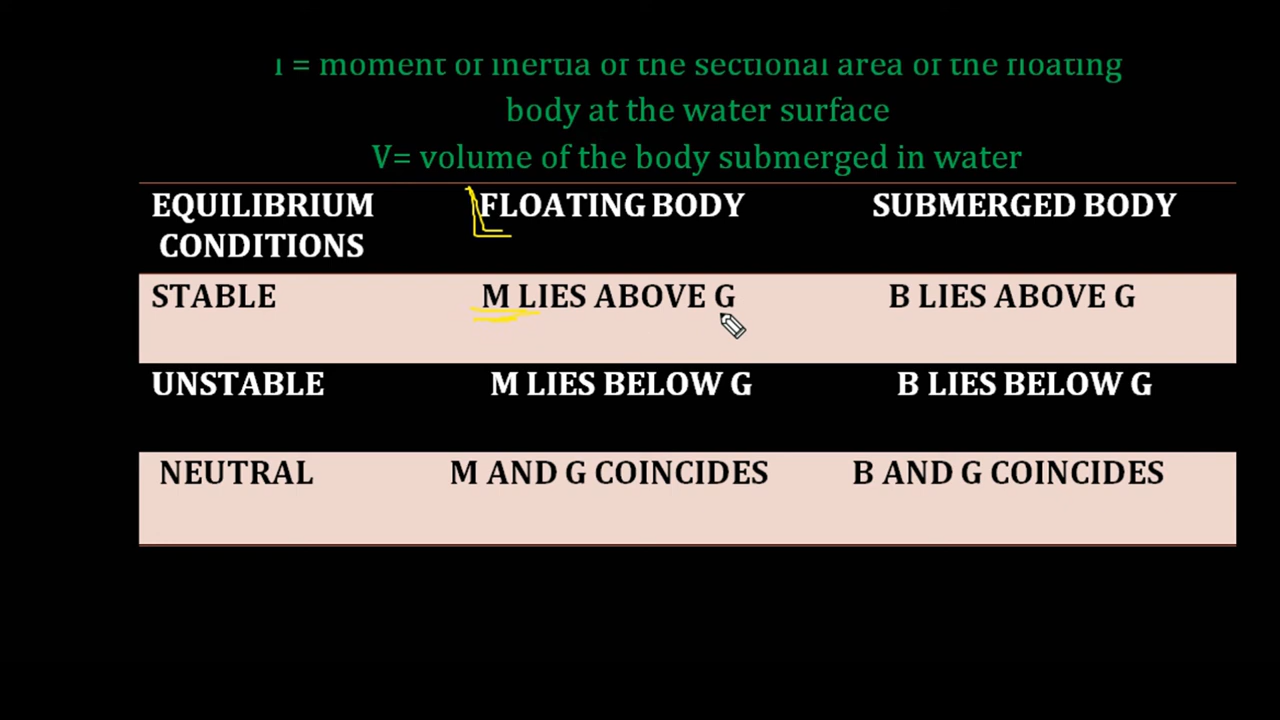 I = moment of inertia of the sectional area of the floating
body at the water surface
V= volume of the body submerged in water
EQUILIBRIUM CONDITIONS FLOATING BODY SUBMERGED BODY
STABLE M LIES ABOVE G B LIES ABOVE G
UNSTABLE M LIES BELOW G B LIES BELOW G
NEUTRAL M AND G COINCIDES B AND G COINCIDES